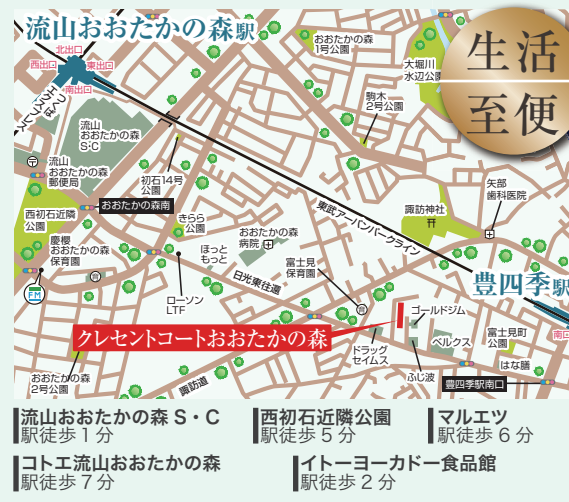 流山おおたかの森駅
北出口
西出口
東出口
南出口
つくば
エクスプレス
おおたかの森
1号公園
大堀川
水辺公園
生活
至便
駒木
2号公園
流山
おおたかの森
S・C
流山
おおたかの森
郵便局
初石14号
公園
おおたかの森南
西初石近隣
公園
きらら
公園
慶櫻
おおたかの森
保育園
ほっと
もっと
おおたかの森
病院
東武アーバンパークライン
諏訪神社
矢部
歯科医院
富士見
保育園
日光東往還
FM
ローソン
LTF
豊四季駅
南口
クレセントコートおおたかの森
ゴールドジム
ドラッグ
セイムス
ベルクス
富士見町
公園
ふじ波
はな膳
豊四季駅南口
おおたかの森
2号公園
諏訪道
流山おおたかの森 S・C
駅徒歩1分
西初石近隣公園
駅徒歩5分
マルエツ
駅徒歩6分
コトエ流山おおたかの森
駅徒歩7分
イトーヨーカドー食品館
駅徒歩2分